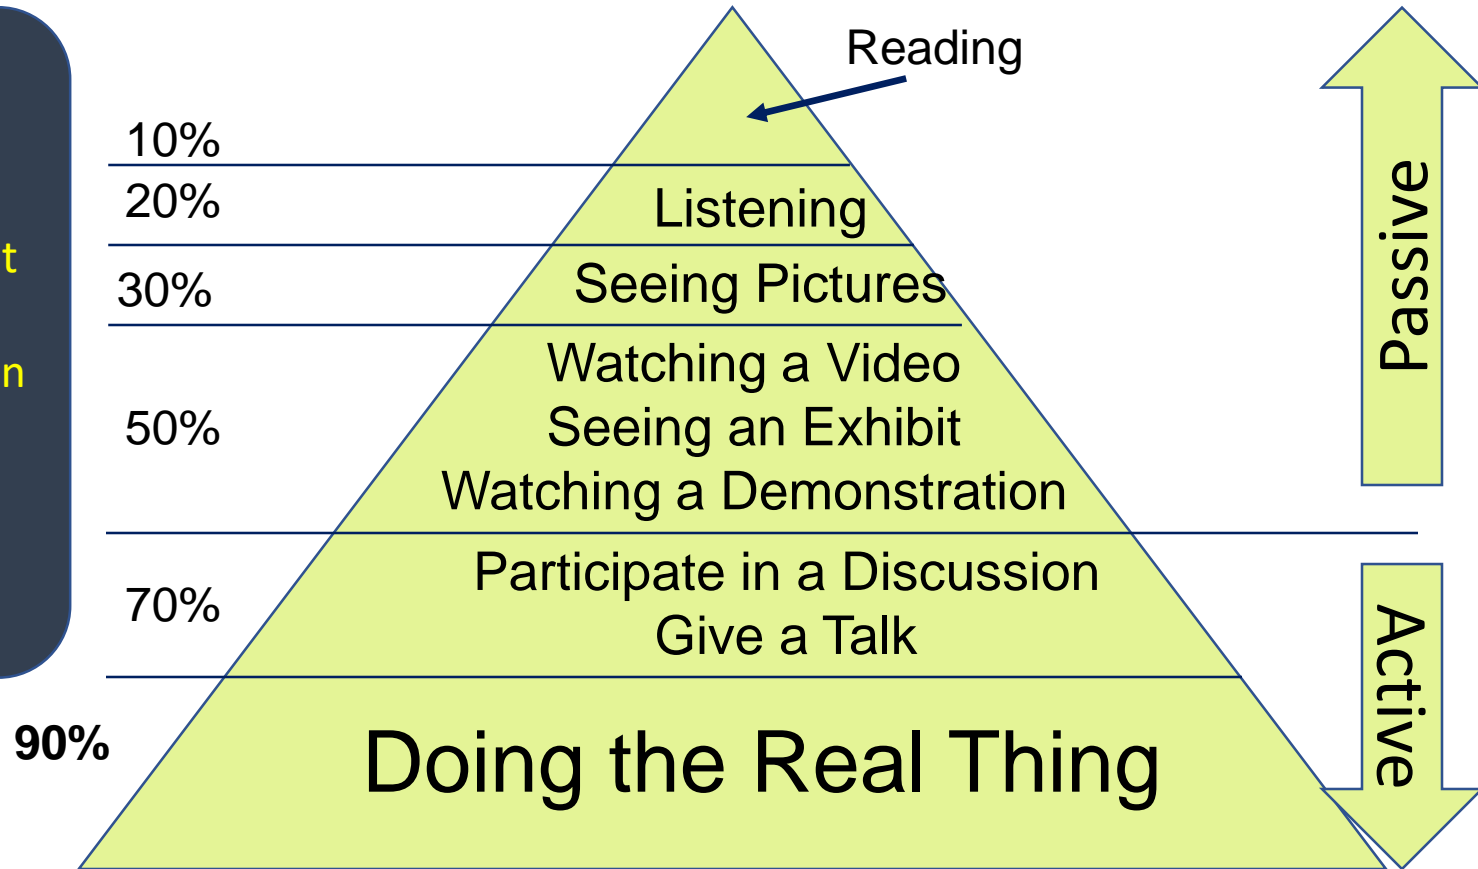 Reading
10%
20%
Listening
30%
Seeing Pictures
Watching a Video
50%
Seeing an Exhibit
Watching a Demonstration
70%
Participate in a Discussion
Give a Talk
90%
Doing the Real Thing
Passive
Active